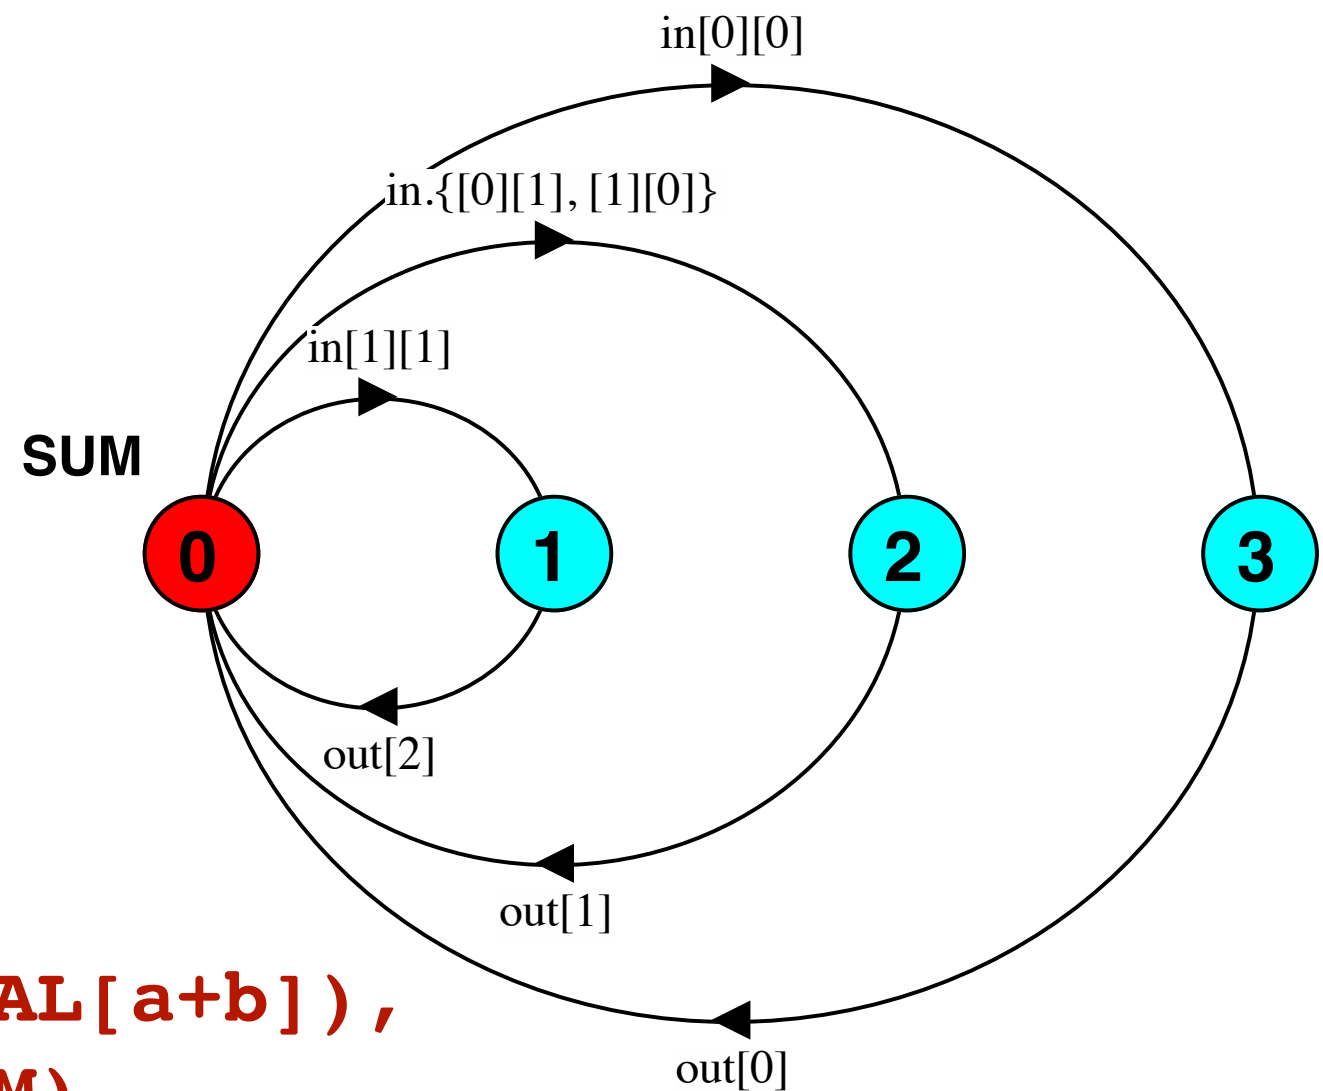 in[0][0]
in.{[0][1], [1][0]}
in[1][1]
SUM
0 1 2 3
out[2]
out[1]
AL[a+b]),
out[0]
M)